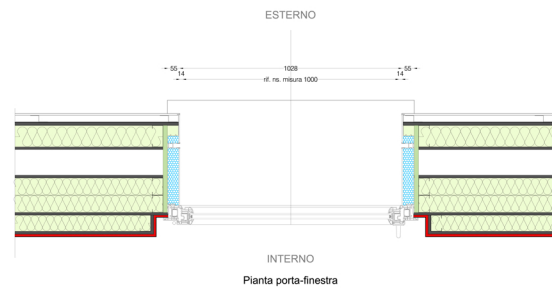 ESTERNO
55 1028 55
14 rif. ns. misura 1000 14
INTERNO
Pianta porta-finestra